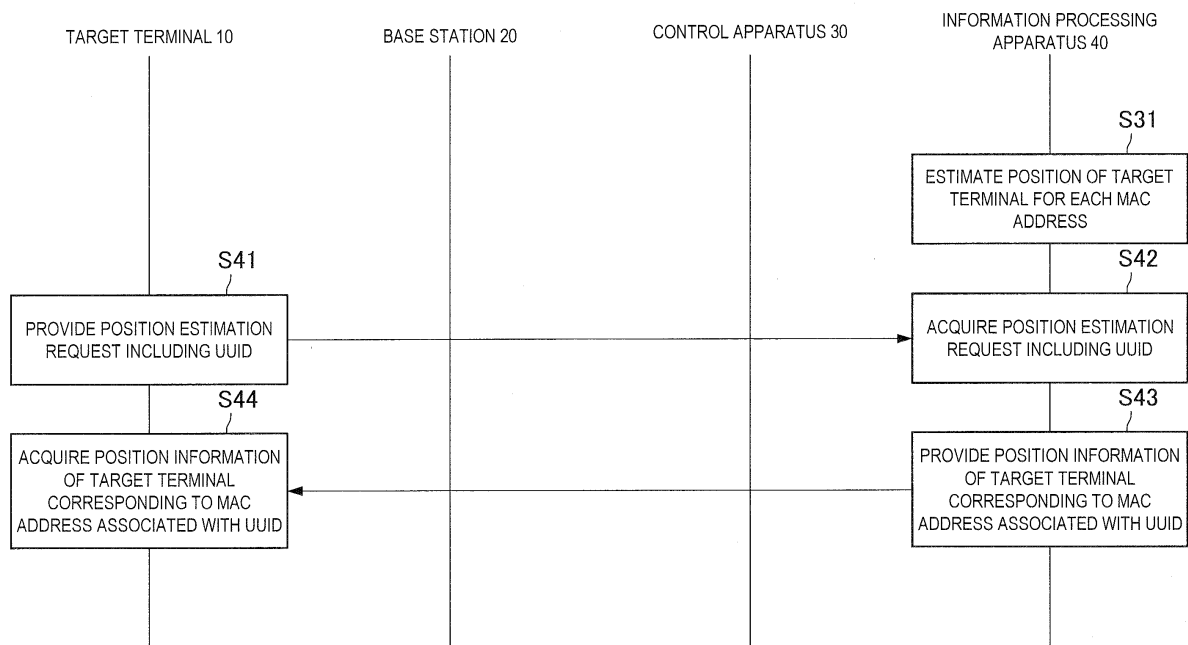 TARGET TERMINAL 10
BASE STATION 20
CONTROL APPARATUS 30
INFORMATION PROCESSING
APPARATUS 40
S31
ESTIMATE POSITION OF TARGET
TERMINAL FOR EACH MAC
ADDRESS
S41
PROVIDE POSITION ESTIMATION
REQUEST INCLUDING UUID
S42
ACQUIRE POSITION ESTIMATION
REQUEST INCLUDING UUID
S44
ACQUIRE POSITION INFORMATION
OF TARGET TERMINAL
CORRESPONDING TO MAC
ADDRESS ASSOCIATED WITH UUID
S43
PROVIDE POSITION INFORMATION
OF TARGET TERMINAL
CORRESPONDING TO MAC
ADDRESS ASSOCIATED WITH UUID